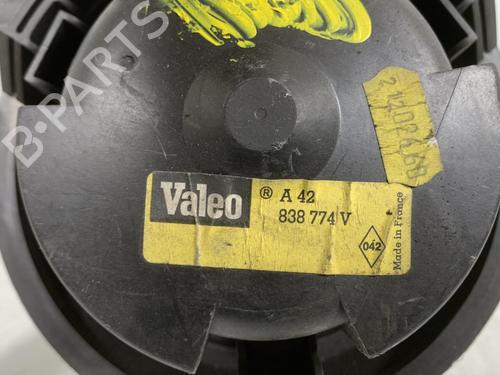 B-Parts
Valeo
® A 42
838 774 V
042
Made in France